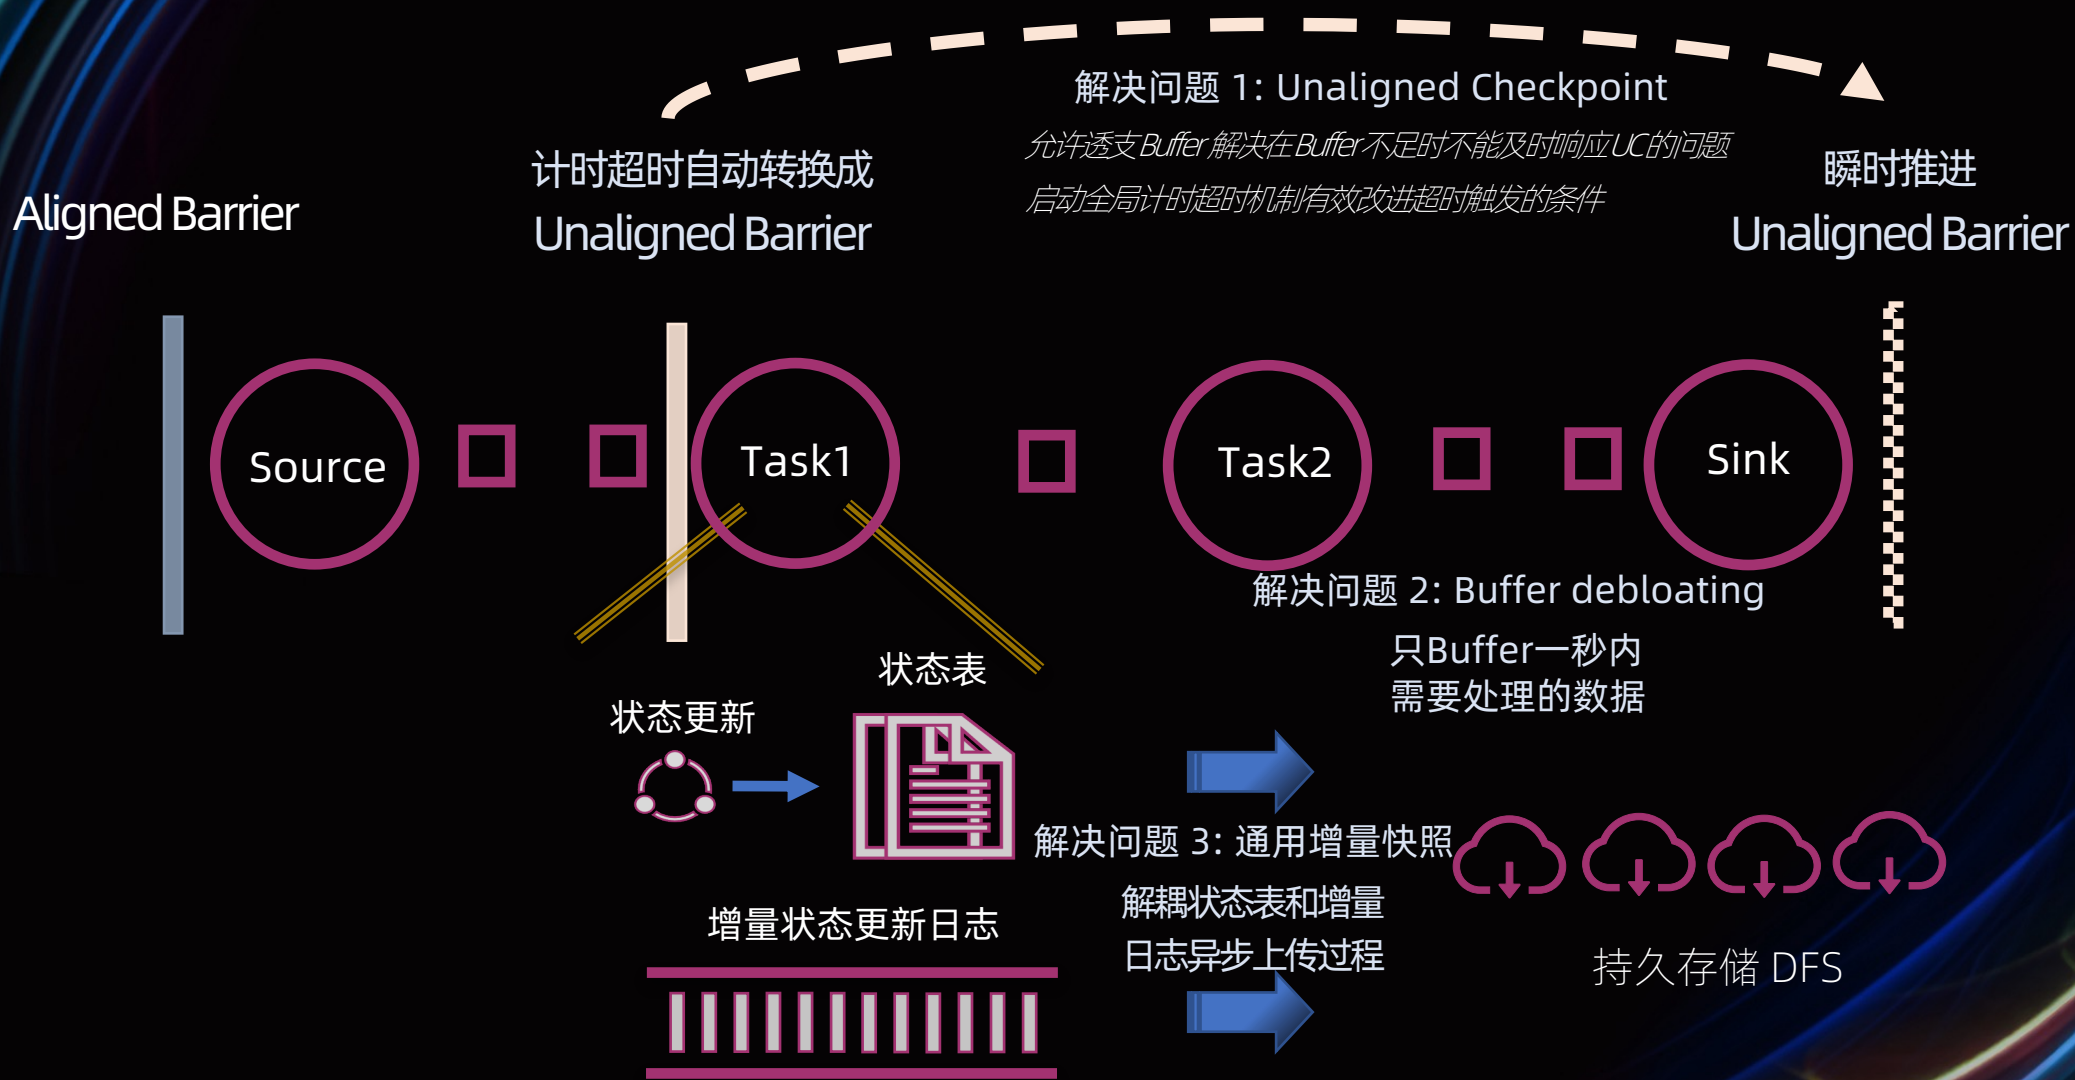 解决问题 1: Unaligned Checkpoint
允许透支Buffer解决在Buffer不足时不能及时响应UC的问题
启动全局计时超时机制有效改进超时触发的条件
Aligned Barrier
计时超时自动转换成
Unaligned Barrier
瞬时推进
Unaligned Barrier
Source
Task1
Task2
Sink
解决问题 2: Buffer debloating
只Buffer一秒内
需要处理的数据
状态表
状态更新
解决问题 3: 通用增量快照
解耦状态表和增量
日志异步上传过程
增量状态更新日志
持久存储 DFS